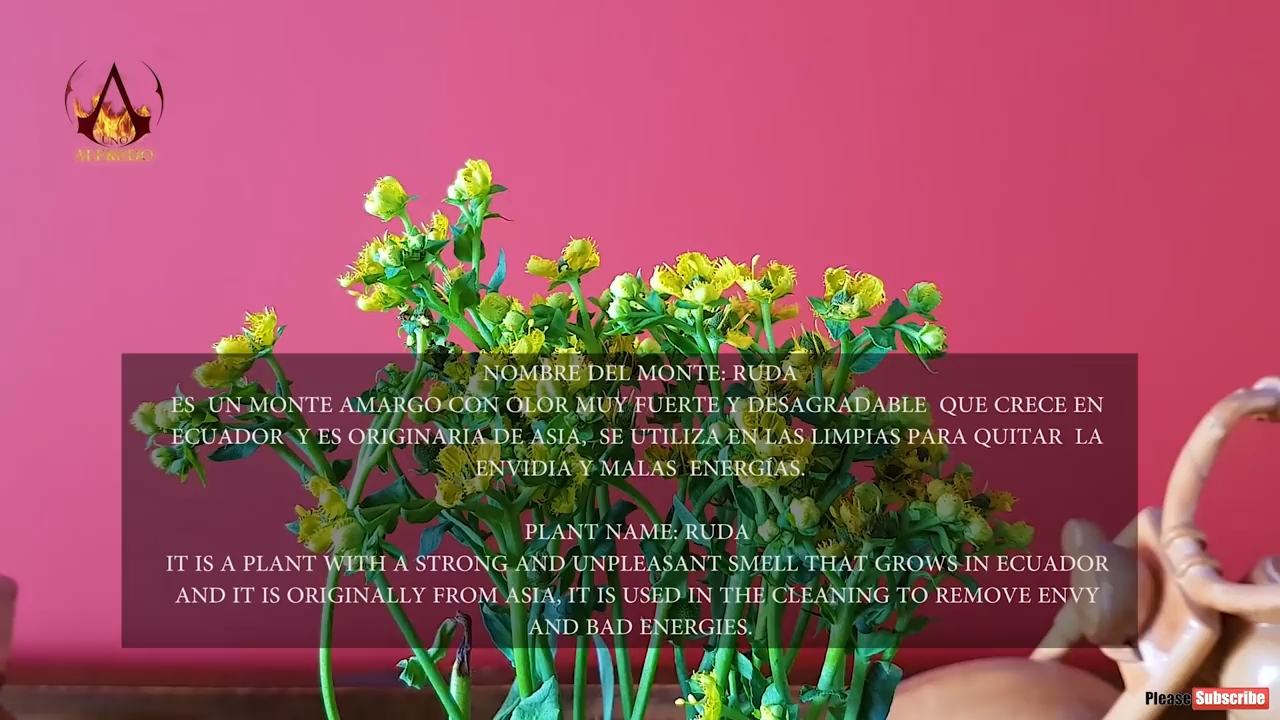 UNO
ALFREDO
NOMBRE DEL MONTE: RUDA
ES UN MONTE AMARGO CON OLOR MUY FUERTE Y DESAGRADABLE QUE CRECE EN
ECUADOR Y ES ORIGINARIA DE ASIA, SE UTILIZA EN LAS LIMPIAS PARA QUITAR LA
ENVIDIA Y MALAS ENERGÍAS.
PLANT NAME: RUDA
IT IS A PLANT WITH A STRONG AND UNPLEASANT SMELL THAT GROWS IN ECUADOR
AND IT IS ORIGINALLY FROM ASIA, IT IS USED IN THE CLEANING TO REMOVE ENVY
AND BAD ENERGIES.
Please Subscribe